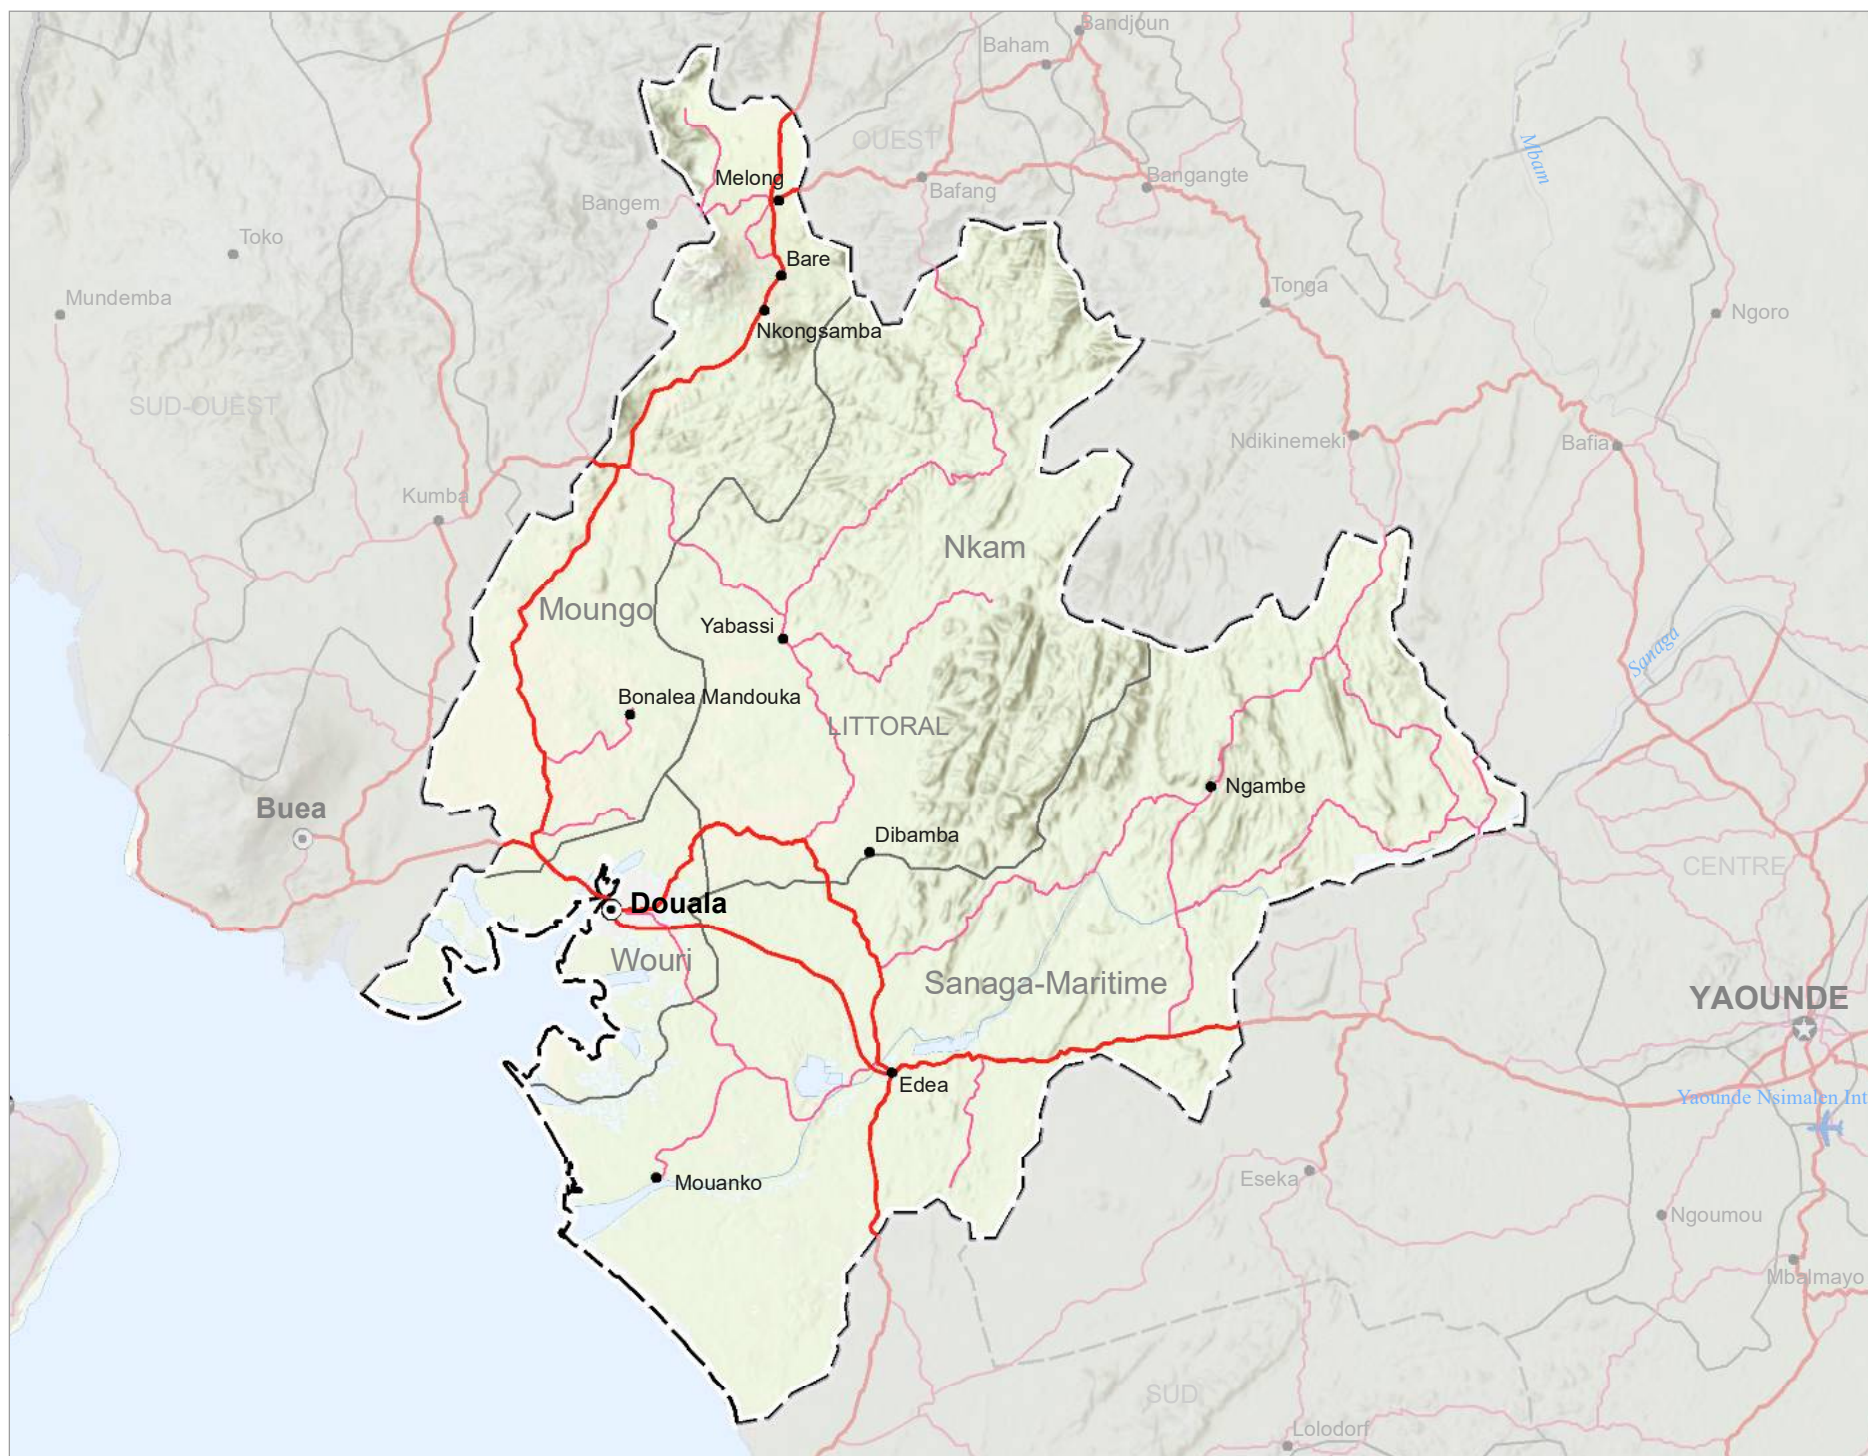 Bandjoun
Baham
OUEST
Mbam
Melong
Bafang
Bangangte
Bangem
Toko
Bare
Mundemba
Tonga
Ngoro
Nkongsamba
SUD-OUEST
Ndikinemeki
Bafia
Kumba
Nkam
Moungo
Yabassi
Sanaga
Bonalea Mandouka
LITTORAL
Ngambe
Buea
Dibamba
CENTRE
Douala
Wouri
Sanaga-Maritime
YAOUNDE
Edea
Yaounde Nsimalen Int
Mouanko
Eseka
Ngoumou
Mbalmayo
SUD
Lolodorf